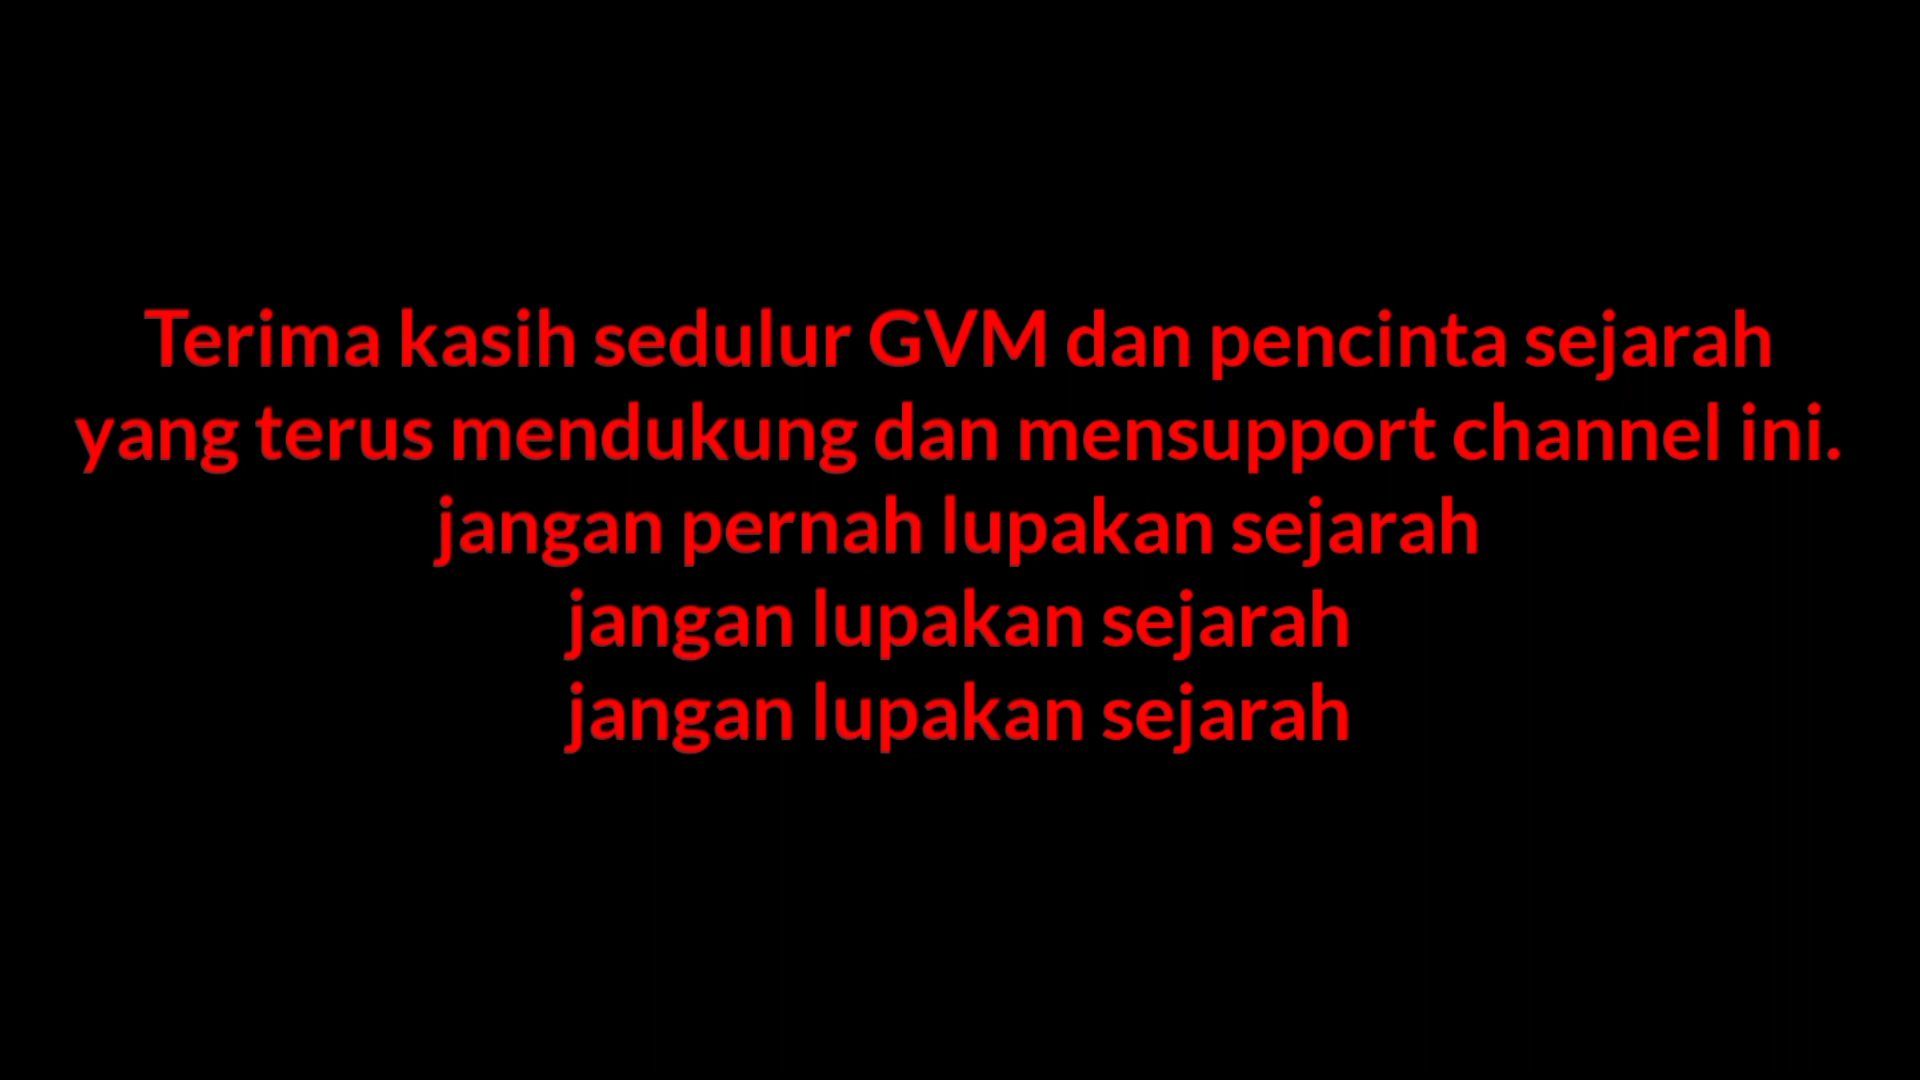 Terima kasih sedulur GVM dan pencinta sejarah
yang terus mendukung dan mensupport channel ini.
jangan pernah lupakan sejarah
jangan lupakan sejarah
jangan lupakan sejarah